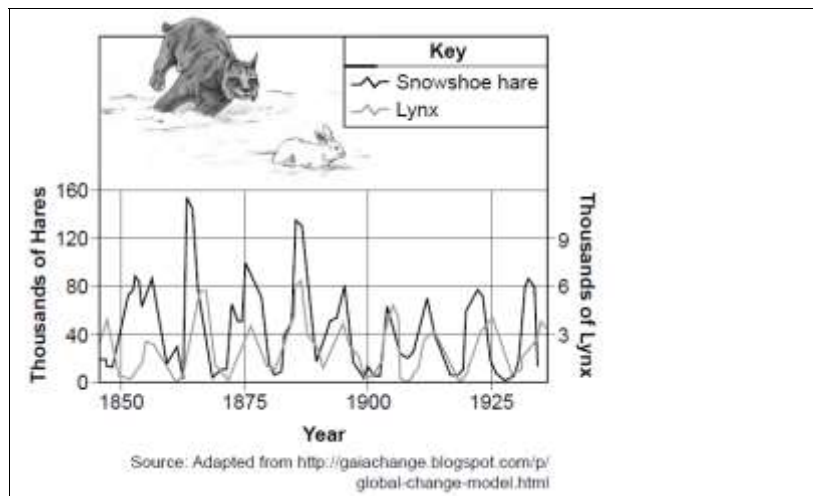 Key
Snowshoe hare
Lynx
Thousands of Hares
160
120
80
40
0
Thousands of Lynx
9
6
3
1850
1875
1900
1925
Year
Source: Adapted from http://gaiachange.blogspot.com/p/
global-change-model.html